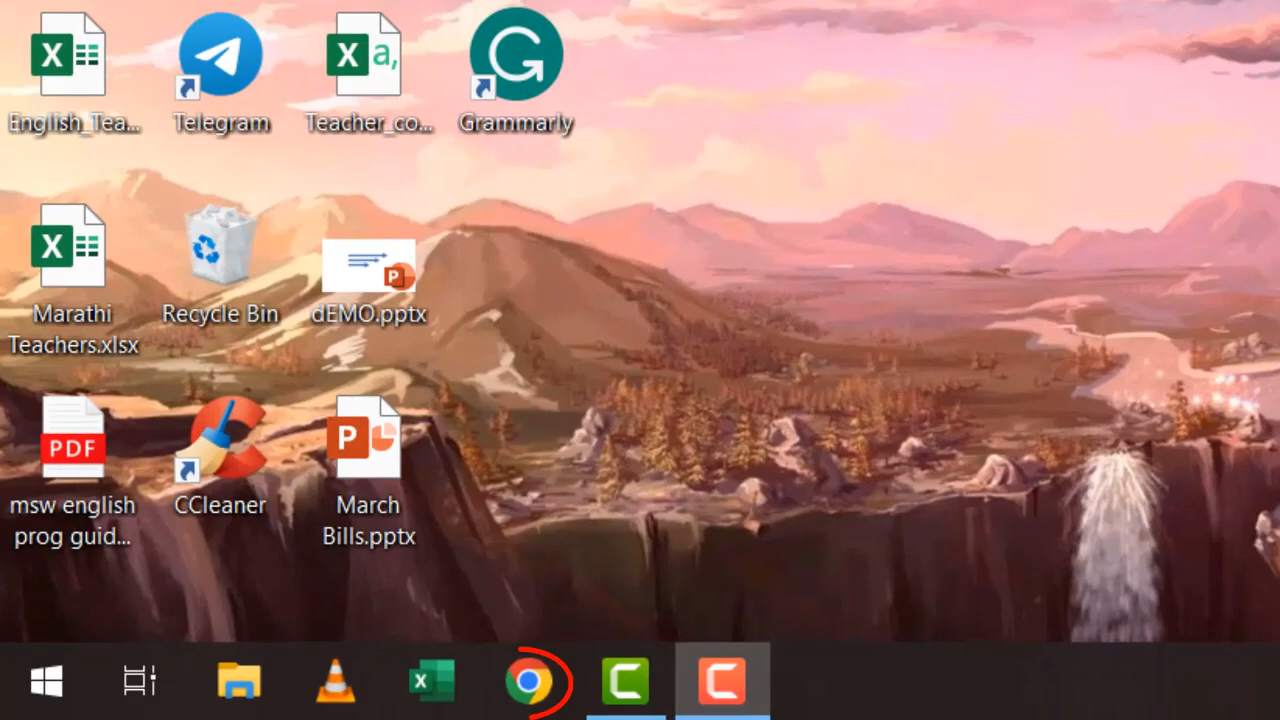 English_Tea...
Telegram
Teacher_co...
Grammarly
Marathi
Teachers.xlsx
Recycle Bin
dEMO.pptx
PDF
msw english
prog guid...
CCleaner
March
Bills.pptx